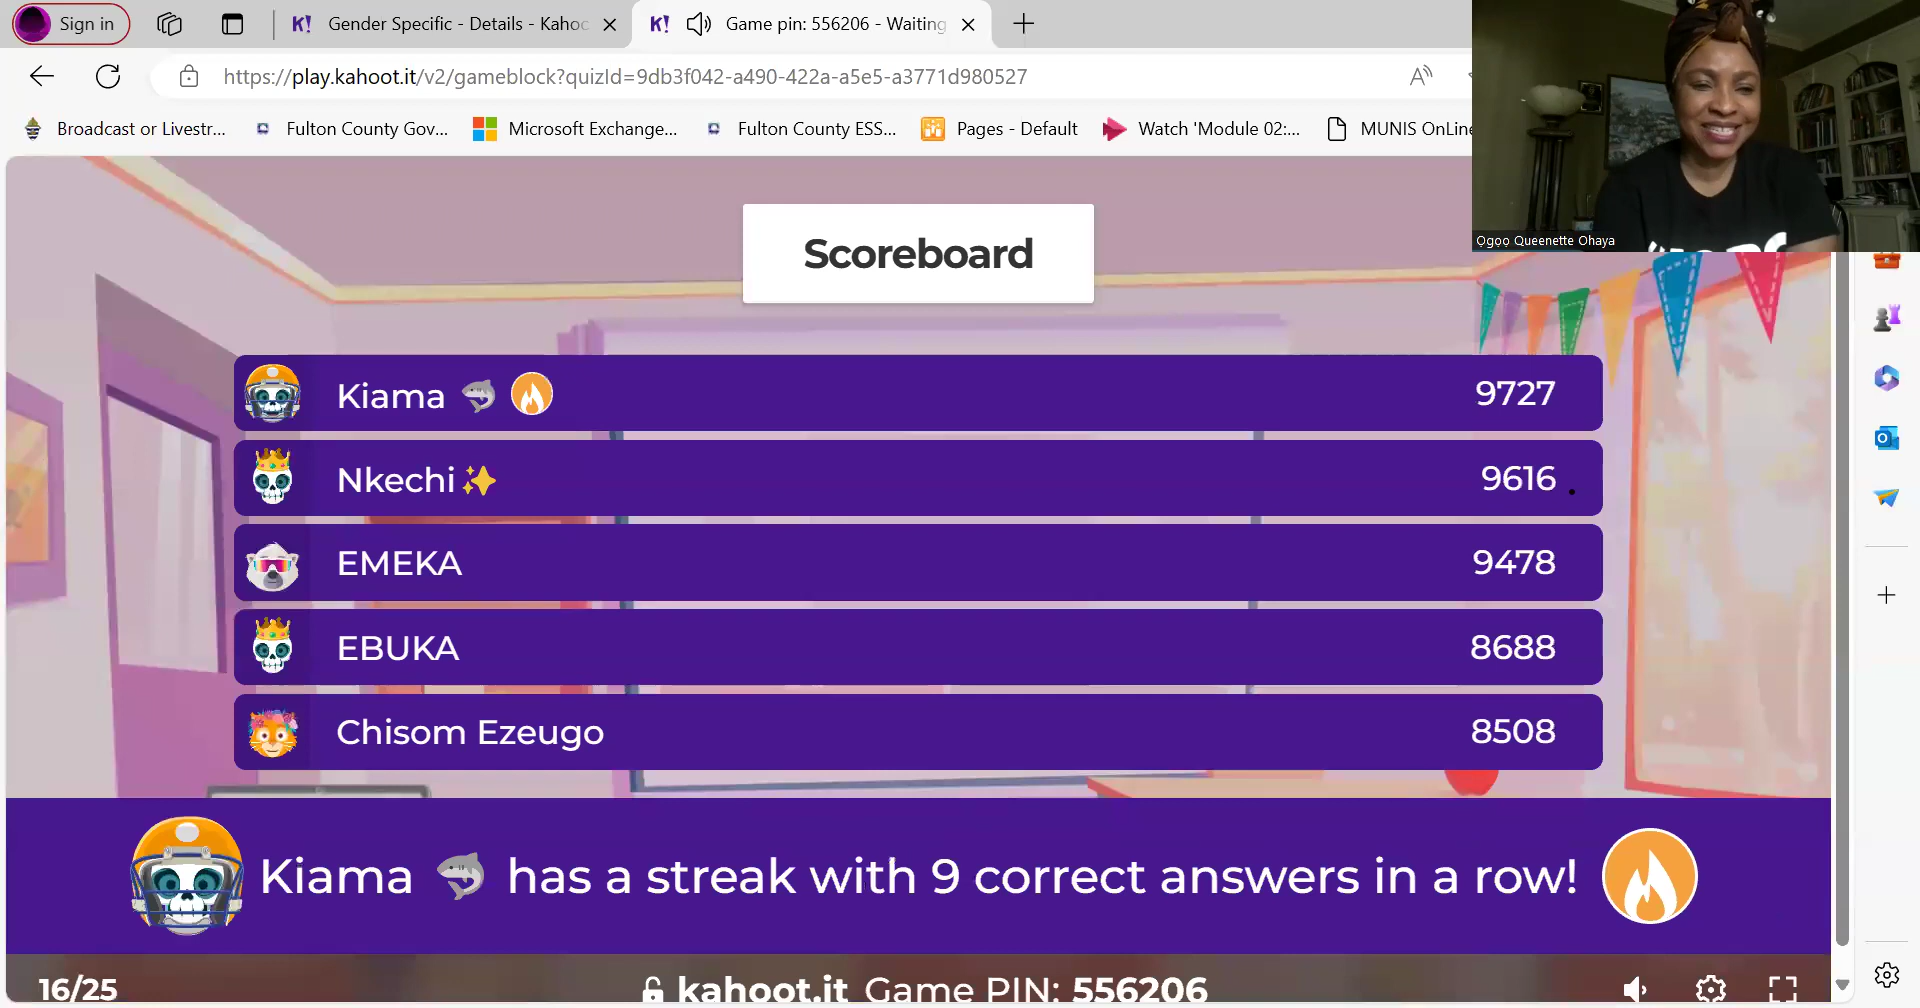 Sign in
K! Gender Specific - Details - Kahoo
K! Game pin: 556206 - Waiting
https://play.kahoot.it/v2/gameblock?quizId=9db3f042-a490-422a-a5e5-a3771d980527
Broadcast or Livestr...
Fulton County Gov...
Microsoft Exchange...
Fulton County ESS...
Pages - Default
Watch 'Module 02:...
MUNIS OnLine
Ogoo Queenette Ohaya
Scoreboard
Kiama 9727
Nkechi 9616
EMEKA 9478
EBUKA 8688
Chisom Ezeugo 8508
Kiama has a streak with 9 correct answers in a row!
16/25
kahoot.it Game PIN: 556206